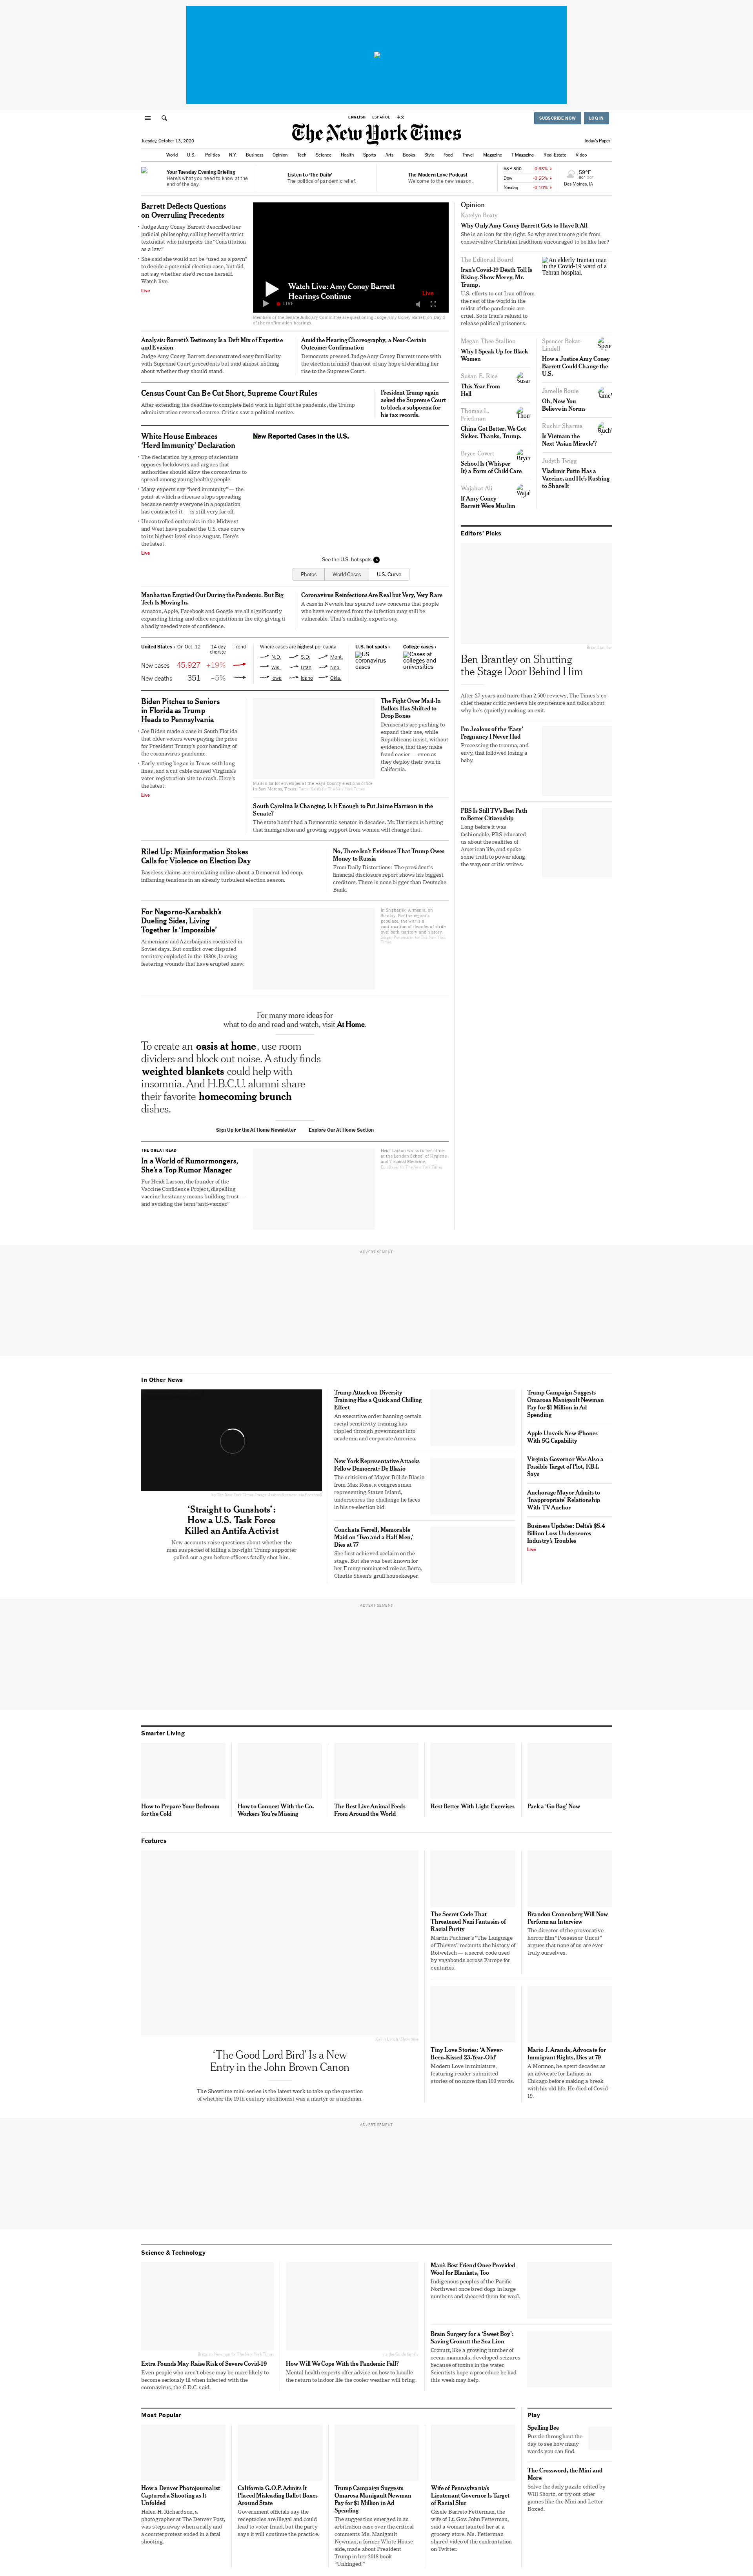 ENGLISH ESPAÑOL 中文
SUBSCRIBE NOW LOG IN
The New York Times
Tuesday, October 13, 2020
Today's Paper
World U.S. Politics N.Y. Business Opinion Tech Science Health Sports Arts Books Style Food Travel Magazine T Magazine Real Estate Video
Your Tuesday Evening Briefing
Here's what you need to know at the
end of the day.
Listen to 'The Daily'
The politics of pandemic relief.
The Modern Love Podcast
Welcome to the new season.
S&P 500 -0.63% ↓
Dow -0.55% ↓
Nasdaq -0.10% ↓
59°F
Des Moines, IA
Barrett Deflects Questions
on Overruling Precedents
• Judge Amy Coney Barrett described her
judicial philosophy, calling herself a strict
textualist who interprets the “Constitution
as a law.”
• She said she would not be “used as a pawn”
to decide a potential election case, but did
not say whether she'd recuse herself.
Watch live.
Live
Watch Live: Amy Coney Barrett
Hearings Continue
Live
LIVE
Members of the Senate Judiciary Committee are questioning Judge Amy Coney Barrett on Day 2
of the confirmation hearings.
Analysis: Barrett's Testimony Is a Deft Mix of Expertise
and Evasion
Judge Amy Coney Barrett demonstrated easy familiarity
with Supreme Court precedents but said almost nothing
about whether they should stand.
Amid the Hearing Choreography, a Near-Certain
Outcome: Confirmation
Democrats pressed Judge Amy Coney Barrett more with
the election in mind than out of any hope of derailing her
rise to the Supreme Court.
Census Count Can Be Cut Short, Supreme Court Rules
After extending the deadline to complete field work in light of the pandemic, the Trump
administration reversed course. Critics saw a political motive.
President Trump again
asked the Supreme Court
to block a subpoena for
his tax records.
White House Embraces
‘Herd Immunity’ Declaration
• The declaration by a group of scientists
opposes lockdowns and argues that
authorities should allow the coronavirus to
spread among young healthy people.
• Many experts say “herd immunity” — the
point at which a disease stops spreading
because nearly everyone in a population
has contracted it — is still very far off.
• Uncontrolled outbreaks in the Midwest
and West have pushed the U.S. case curve
to its highest level since August. Here's
the latest.
Live
New Reported Cases in the U.S.
See the U.S. hot spots
Photos World Cases U.S. Curve
Manhattan Emptied Out During the Pandemic. But Big
Tech Is Moving In.
Amazon, Apple, Facebook and Google are all significantly
expanding their footprint and hiring in the city, giving it
a badly needed vote of confidence.
Coronavirus Reinfections Are Real but Very, Very Rare
A case in Nevada has spurred new concerns that people
who have recovered from the infection may still be
vulnerable. That's unlikely, experts say.
United States › On Oct. 12 14-day
change Trend
New cases 45,927 +19%
New deaths 351 –5%
Where cases are highest per capita
N.D. S.D. Mont.
Wis. Utah Neb.
Iowa Idaho Okla.
U.S. hot spots ›
US
coronavirus
cases
College cases ›
Cases at
colleges and
universities
Biden Pitches to Seniors
in Florida as Trump
Heads to Pennsylvania
• Joe Biden made a case in South Florida
that older voters were paying the price
for President Trump's poor handling of
the coronavirus pandemic.
• Early voting began in Texas with long
lines, and a cut cable caused Virginia's
voter registration site to crash. Here's
the latest.
Live
Mail-in ballot envelopes at the Hays County elections office
in San Marcos, Texas.
The Fight Over Mail-In
Ballots Has Shifted to
Drop Boxes
Democrats are pushing to
expand their use, while
Republicans insist, without
evidence, that they make
fraud easier — even as
they deploy their own in
California.
South Carolina Is Changing. Is It Enough to Put Jaime Harrison in the
Senate?
The state hasn't had a Democratic senator in decades. Mr. Harrison is betting
that migration and growing support from women will change that.
Riled Up: Misinformation Stokes
Calls for Violence on Election Day
Baseless claims are circulating online about a Democrat-led coup,
inflaming tensions in an already turbulent election season.
No, There Isn't Evidence That Trump Owes
Money to Russia
From Daily Distortions: The president's
financial disclosure report shows his biggest
creditors. There is none bigger than Deutsche
Bank.
For Nagorno-Karabakh's
Dueling Sides, Living
Together Is ‘Impossible’
Armenians and Azerbaijanis coexisted in
Soviet days. But conflict over disputed
territory exploded in the 1980s, leaving
festering wounds that have erupted anew.
In Stighanjik, Armenia, on
Sunday. For the region's
populace, the war is a
continuation of decades of strife
over both territory and history.
For many more ideas for
what to do and read and watch, visit At Home.
To create an oasis at home, use room
dividers and block out noise. A study finds
weighted blankets could help with
insomnia. And H.B.C.U. alumni share
their favorite homecoming brunch
dishes.
Sign Up for the At Home Newsletter Explore Our At Home Section
THE GREAT READ
In a World of Rumormongers,
She's a Top Rumor Manager
For Heidi Larson, the founder of the
Vaccine Confidence Project, dispelling
vaccine hesitancy means building trust —
and avoiding the term “anti-vaxxer.”
Heidi Larson walks to her office
at the London School of Hygiene
and Tropical Medicine.
Opinion
Katelyn Beaty
Why Only Amy Coney Barrett Gets to Have It All
She is an icon for the right. So why aren't more girls from
conservative Christian traditions encouraged to be like her?
The Editorial Board
Iran's Covid-19 Death Toll Is
Rising. Show Mercy, Mr.
Trump.
U.S. efforts to cut Iran off from
the rest of the world in the
midst of the pandemic are
cruel. So is Iran's refusal to
release political prisoners.
An elderly Iranian man
in the Covid-19 ward of a
Tehran hospital.
Megan Thee Stallion
Why I Speak Up for Black
Women
Susan E. Rice
This Year From
Hell
Thomas L.
Friedman
China Got Better. We Got
Sicker. Thanks, Trump.
Bryce Covert
School Is (Whisper
It) a Form of Child Care
Wajahat Ali
If Amy Coney
Barrett Were Muslim
Spencer Bokat-
Lindell
How a Justice Amy Coney
Barrett Could Change the
U.S.
Jamelle Bouie
Oh, Now You
Believe in Norms
Ruchir Sharma
Is Vietnam the
Next ‘Asian Miracle’?
Judyth Twigg
Vladimir Putin Has a
Vaccine, and He's Rushing
to Share It
Editors' Picks
Ben Brantley on Shutting
the Stage Door Behind Him
After 27 years and more than 2,500 reviews, The Times's co-
chief theater critic reviews his own tenure and talks about
why he's (quietly) making an exit.
I'm Jealous of the ‘Easy’
Pregnancy I Never Had
Processing the trauma, and
envy, that followed losing a
baby.
PBS Is Still TV's Best Path
to Better Citizenship
Long before it was
fashionable, PBS educated
us about the realities of
American life, and spoke
some truth to power along
the way, our critic writes.
ADVERTISEMENT
In Other News
‘Straight to Gunshots’:
How a U.S. Task Force
Killed an Antifa Activist
New accounts raise questions about whether the
man suspected of killing a far-right Trump supporter
pulled out a gun before officers fatally shot him.
Trump Attack on Diversity
Training Has a Quick and Chilling
Effect
An executive order banning certain
racial sensitivity training has
rippled through government into
academia and corporate America.
New York Representative Attacks
Fellow Democrat: De Blasio
The criticism of Mayor Bill de Blasio
from Max Rose, a congressman
representing Staten Island,
underscores the challenge he faces
in his re-election bid.
Conchata Ferrell, Memorable
Maid on ‘Two and a Half Men,’
Dies at 77
She first achieved acclaim on the
stage. But she was best known for
her Emmy-nominated role as Berta,
Charlie Sheen's gruff housekeeper.
Trump Campaign Suggests
Omarosa Manigault Newman
Pay for $1 Million in Ad
Spending
Apple Unveils New iPhones
With 5G Capability
Virginia Governor Was Also a
Possible Target of Plot, F.B.I.
Says
Anchorage Mayor Admits to
‘Inappropriate’ Relationship
With TV Anchor
Business Updates: Delta's $5.4
Billion Loss Underscores
Industry's Troubles
Live
ADVERTISEMENT
Smarter Living
How to Prepare Your Bedroom
for the Cold
How to Connect With the Co-
Workers You're Missing
The Best Live Animal Feeds
From Around the World
Rest Better With Light Exercises
Pack a ‘Go Bag’ Now
Features
‘The Good Lord Bird’ Is a New
Entry in the John Brown Canon
The Showtime mini-series is the latest work to take up the question
of whether the 19th century abolitionist was a martyr or a madman.
The Secret Code That
Threatened Nazi Fantasies of
Racial Purity
Martin Puchner's “The Language
of Thieves” recounts the history of
Rotwelsch — a secret code used
by vagabonds across Europe for
centuries.
Brandon Cronenberg Will Now
Perform an Interview
The director of the provocative
horror film “Possessor Uncut”
argues that none of us are ever
truly ourselves.
Tiny Love Stories: ‘A Never-
Been-Kissed 23-Year-Old’
Modern Love in miniature,
featuring reader-submitted
stories of no more than 100 words.
Mario J. Aranda, Advocate for
Immigrant Rights, Dies at 79
A Mormon, he spent decades as
an advocate for Latinos in
Chicago before making a break
with his old life. He died of Covid-
19.
ADVERTISEMENT
Science & Technology
Extra Pounds May Raise Risk of Severe Covid-19
Even people who aren't obese may be more likely to
become seriously ill when infected with the
coronavirus, the C.D.C. said.
How Will We Cope With the Pandemic Fall?
Mental health experts offer advice on how to handle
the return to indoor life the cooler weather will bring.
Man's Best Friend Once Provided
Wool for Blankets, Too
Indigenous peoples of the Pacific
Northwest once bred dogs in large
numbers and sheared them for wool.
Brain Surgery for a ‘Sweet Boy’:
Saving Cronutt the Sea Lion
Cronutt, like a growing number of
ocean mammals, developed seizures
because of toxins in the water.
Scientists hope a procedure he had
this week may help.
Most Popular
How a Denver Photojournalist
Captured a Shooting as It
Unfolded
Helen H. Richardson, a
photographer at The Denver Post,
was steps away when a rally and
a counterprotest ended in a fatal
shooting.
California G.O.P. Admits It
Placed Misleading Ballot Boxes
Around State
Government officials say the
receptacles are illegal and could
lead to voter fraud, but the party
says it will continue the practice.
Trump Campaign Suggests
Omarosa Manigault Newman
Pay for $1 Million in Ad
Spending
The suggestion emerged in an
arbitration case over the critical
comments Ms. Manigault
Newman, a former White House
aide, made about President
Trump in her 2018 book
“Unhinged.”
Wife of Pennsylvania's
Lieutenant Governor Is Target
of Racial Slur
Gisele Barreto Fetterman, the
wife of Lt. Gov. John Fetterman,
said a woman taunted her at a
grocery store. Ms. Fetterman
shared video of the confrontation
on Twitter.
Play
Spelling Bee
Puzzle throughout the
day to see how many
words you can find.
The Crossword, the Mini and
More
Solve the daily puzzle edited by
Will Shortz, or try out other
games like the Mini and Letter
Boxed.